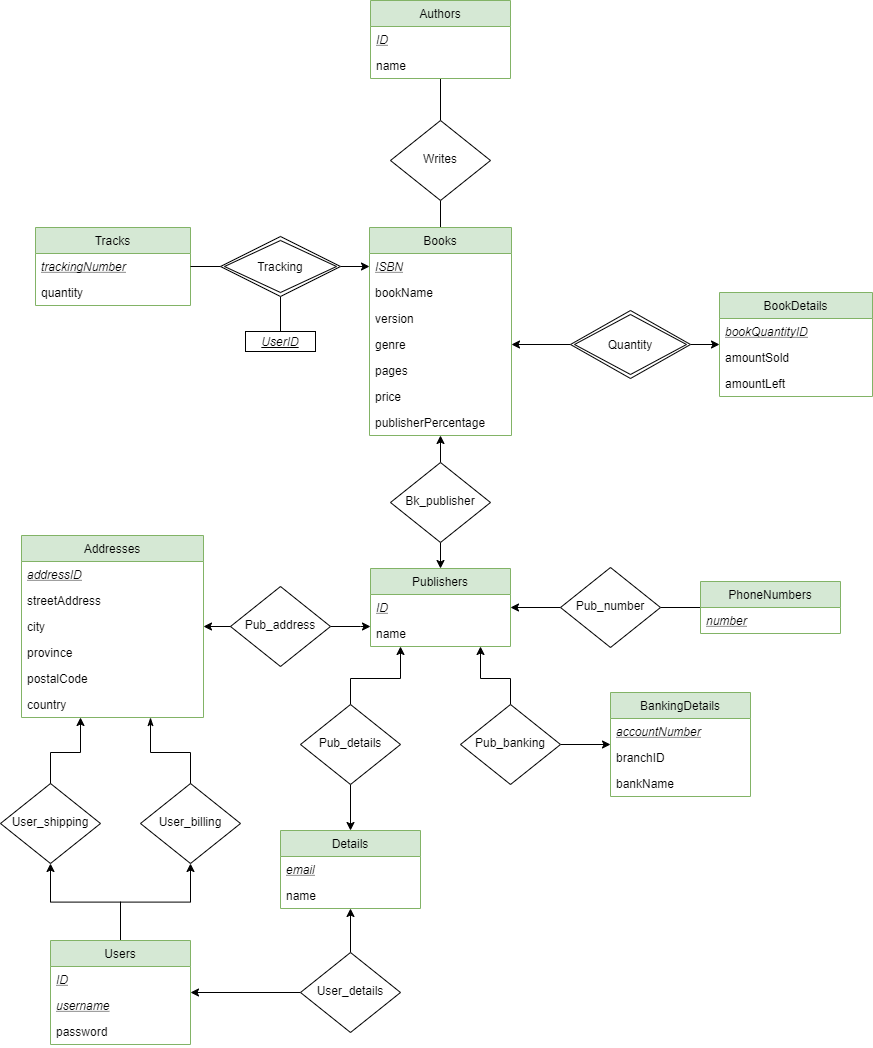 Authors
ID
name
Writes
Tracks
trackingNumber
quantity
Tracking
UserID
Books
ISBN
bookName
version
genre
pages
price
publisherPercentage
Quantity
BookDetails
bookQuantityID
amountSold
amountLeft
Bk_publisher
Addresses
addressID
streetAddress
city
province
postalCode
country
Pub_address
Publishers
ID
name
Pub_number
PhoneNumbers
number
Pub_details
Pub_banking
BankingDetails
accountNumber
branchID
bankName
User_shipping
User_billing
Details
email
name
Users
ID
username
password
User_details